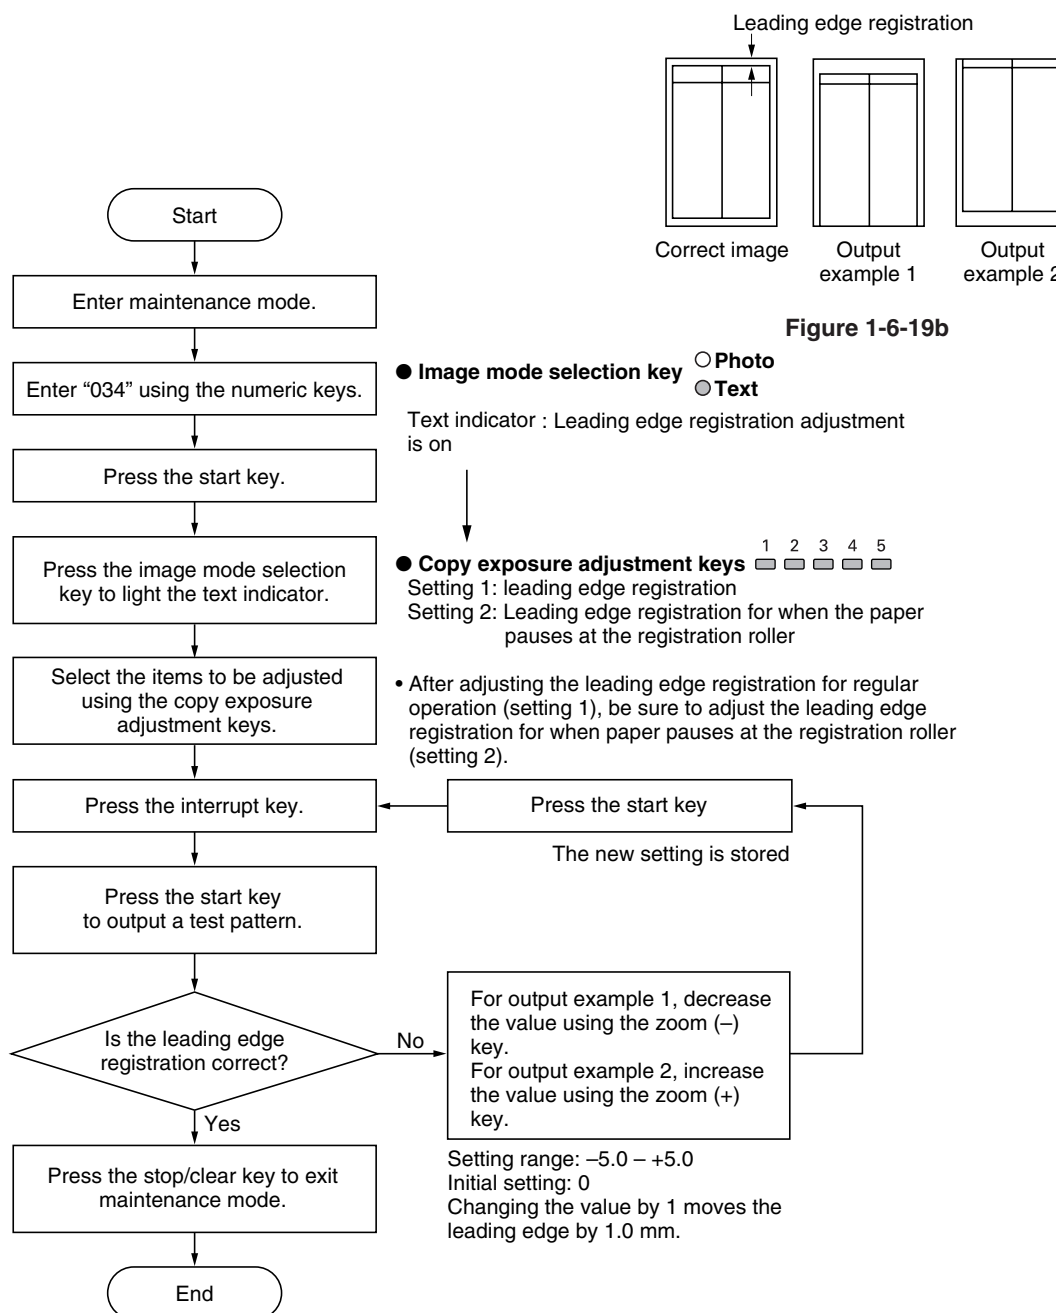 Leading edge registration
Correct image
Output
example 1
Output
example 2
Figure 1-6-19b
Start
Enter maintenance mode.
Enter “034” using the numeric keys.
Press the start key.
Press the image mode selection
key to light the text indicator.
Select the items to be adjusted
using the copy exposure
adjustment keys.
Press the interrupt key.
Press the start key
to output a test pattern.
Is the leading edge
registration correct?
No
Yes
Press the stop/clear key to exit
maintenance mode.
End
● Image mode selection key
Photo
Text
Text indicator : Leading edge registration adjustment
is on
● Copy exposure adjustment keys
1 2 3 4 5
Setting 1: leading edge registration
Setting 2: Leading edge registration for when the paper
pauses at the registration roller
• After adjusting the leading edge registration for regular
operation (setting 1), be sure to adjust the leading edge
registration for when paper pauses at the registration roller
(setting 2).
Press the start key
The new setting is stored
For output example 1, decrease
the value using the zoom (–)
key.
For output example 2, increase
the value using the zoom (+)
key.
Setting range: –5.0 – +5.0
Initial setting: 0
Changing the value by 1 moves the
leading edge by 1.0 mm.